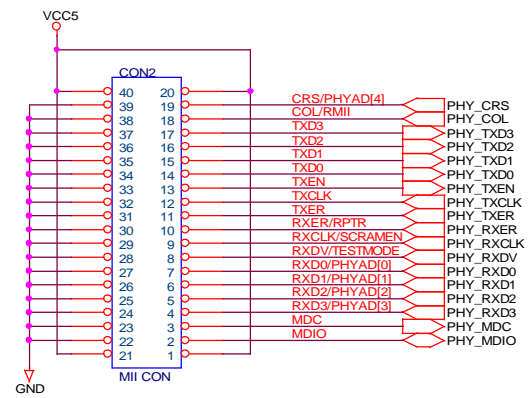 VCC5
CON2
40 20
39 19 CRS/PHYAD[4] PHY_CRS
38 18 COL/RMII PHY_COL
37 17 TXD3 PHY_TXD3
36 16 TXD2 PHY_TXD2
35 15 TXD1 PHY_TXD1
34 14 TXD0 PHY_TXD0
33 13 TXEN PHY_TXEN
32 12 TXCLK PHY_TXCLK
31 11 TXER PHY_TXER
30 10 RXER/RPTR PHY_RXER
29 9 RXCLK/SCRAMEN PHY_RXCLK
28 8 RXDV/TESTMODE PHY_RXDV
27 7 RXD0/PHYAD[0] PHY_RXD0
26 6 RXD1/PHYAD[1] PHY_RXD1
25 5 RXD2/PHYAD[2] PHY_RXD2
24 4 RXD3/PHYAD[3] PHY_RXD3
23 3 MDC PHY_MDC
22 2 MDIO PHY_MDIO
21 1
MII CON
GND